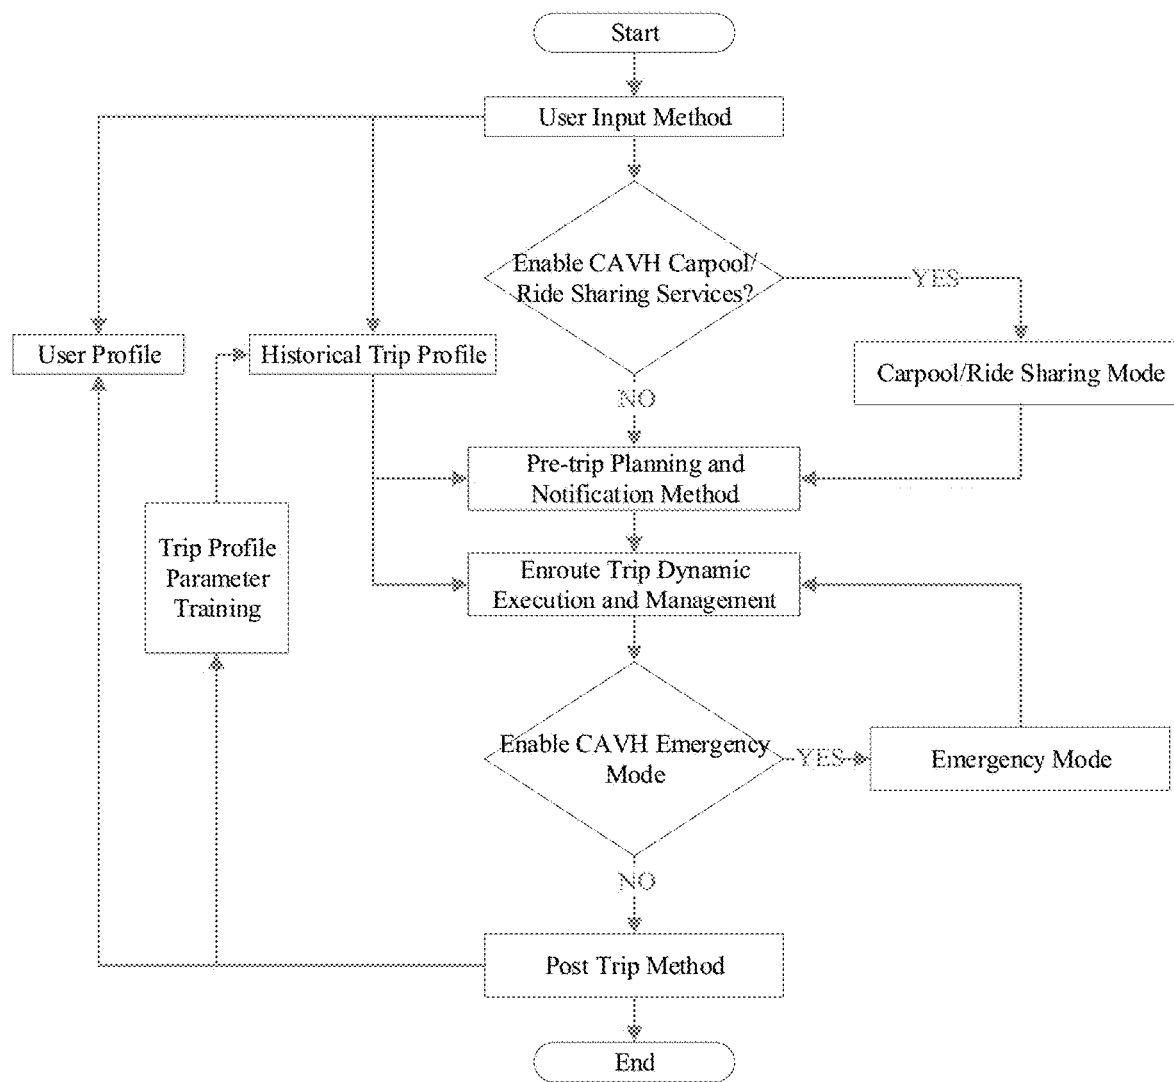 Start
User Input Method
Enable CAVH Carpool/
Ride Sharing Services?
YES
User Profile
Historical Trip Profile
Carpool/Ride Sharing Mode
NO
Pre-trip Planning and
Notification Method
Trip Profile
Parameter
Training
Enroute Trip Dynamic
Execution and Management
Enable CAVH Emergency
Mode
YES
Emergency Mode
NO
Post Trip Method
End